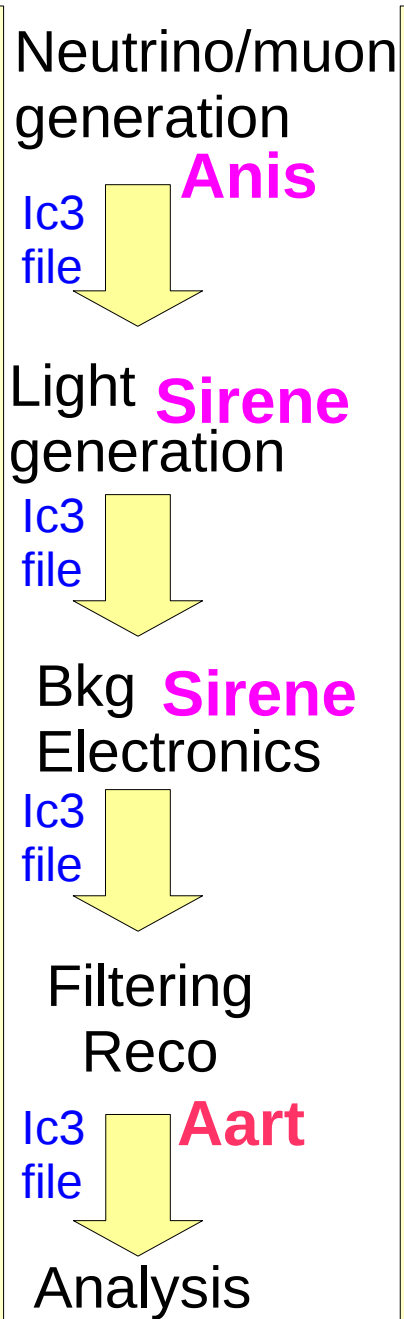 Neutrino/muon
generation
Anis
Ic3
file
Light Sirene
generation
Ic3
file
Bkg Sirene
Electronics
Ic3
file
Filtering
Reco
Aart
Ic3
file
Analysis